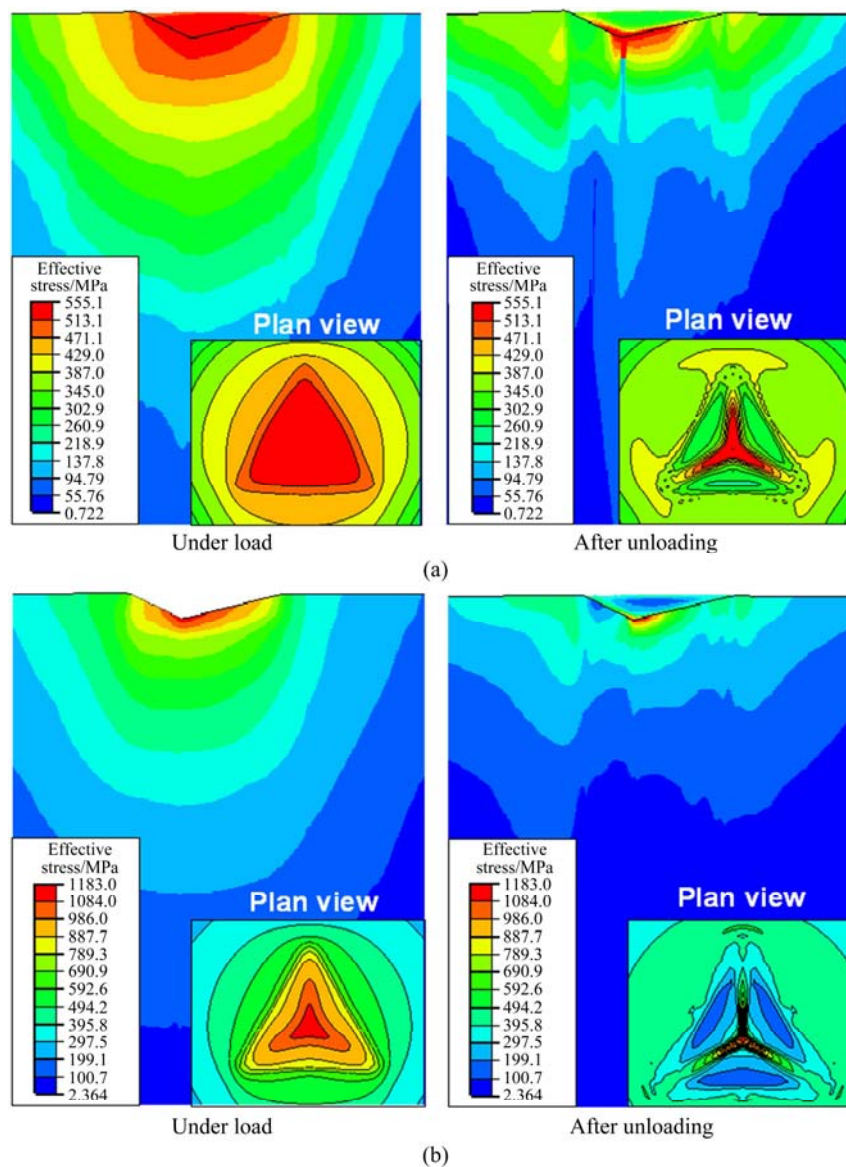 Effective
stress/MPa
555.1
513.1
471.1
429.0
387.0
345.0
302.9
260.9
218.9
137.8
94.79
55.76
0.722
Plan view
Under load
Effective
stress/MPa
555.1
513.1
471.1
429.0
387.0
345.0
302.9
260.9
218.9
137.8
94.79
55.76
0.722
Plan view
After unloading
(a)
Effective
stress/MPa
1183.0
1084.0
986.0
887.7
789.3
690.9
592.6
494.2
395.8
297.5
199.1
100.7
2.364
Plan view
Under load
Effective
stress/MPa
1183.0
1084.0
986.0
887.7
789.3
690.9
592.6
494.2
395.8
297.5
199.1
100.7
2.364
Plan view
After unloading
(b)